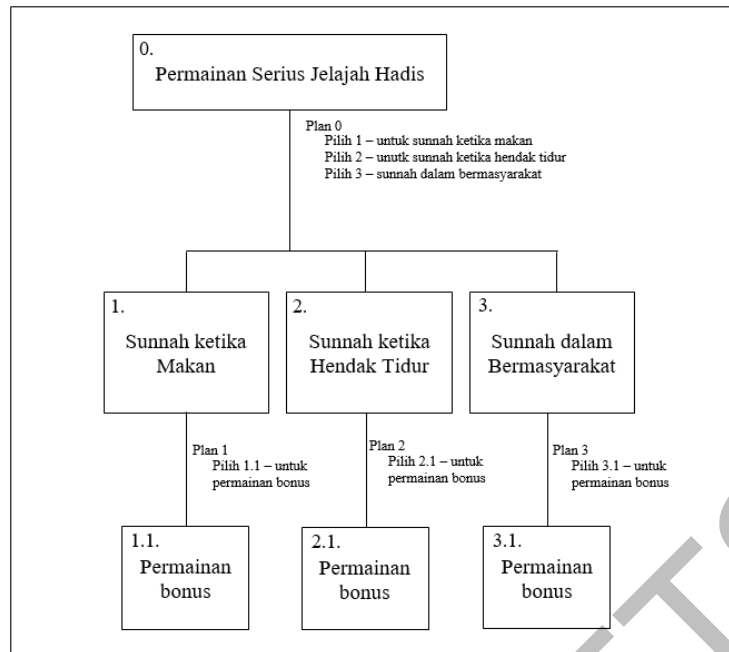 0.
Permainan Serius Jelajah Hadis
Plan 0
Pilih 1 – untuk sunnah ketika makan
Pilih 2 – unutk sunnah ketika hendak tidur
Pilih 3 – sunnah dalam bermasyarakat
1.
Sunnah ketika
Makan
2.
Sunnah ketika
Hendak Tidur
3.
Sunnah dalam
Bermasyarakat
Plan 1
Pilih 1.1 – untuk
permainan bonus
Plan 2
Pilih 2.1 – untuk
permainan bonus
Plan 3
Pilih 3.1 – untuk
permainan bonus
1.1.
Permainan
bonus
2.1.
Permainan
bonus
3.1.
Permainan
bonus